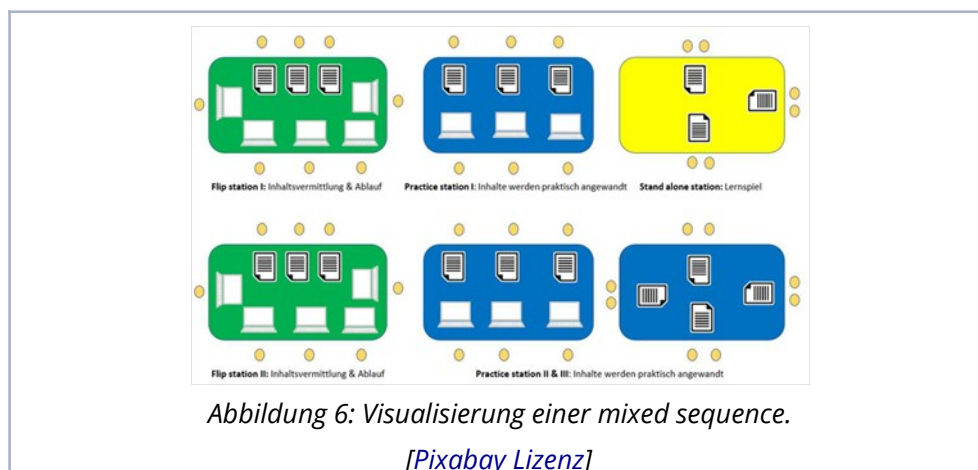 Flip station I: Inhaltsvermittlung & Ablauf
Practice station I: Inhalte werden praktisch angewandt
Stand alone station: Lernspiel
Flip station II: Inhaltsvermittlung & Ablauf
Practice station II & III: Inhalte werden praktisch angewandt
Abbildung 6: Visualisierung einer mixed sequence.
[Pixabay Lizenz]